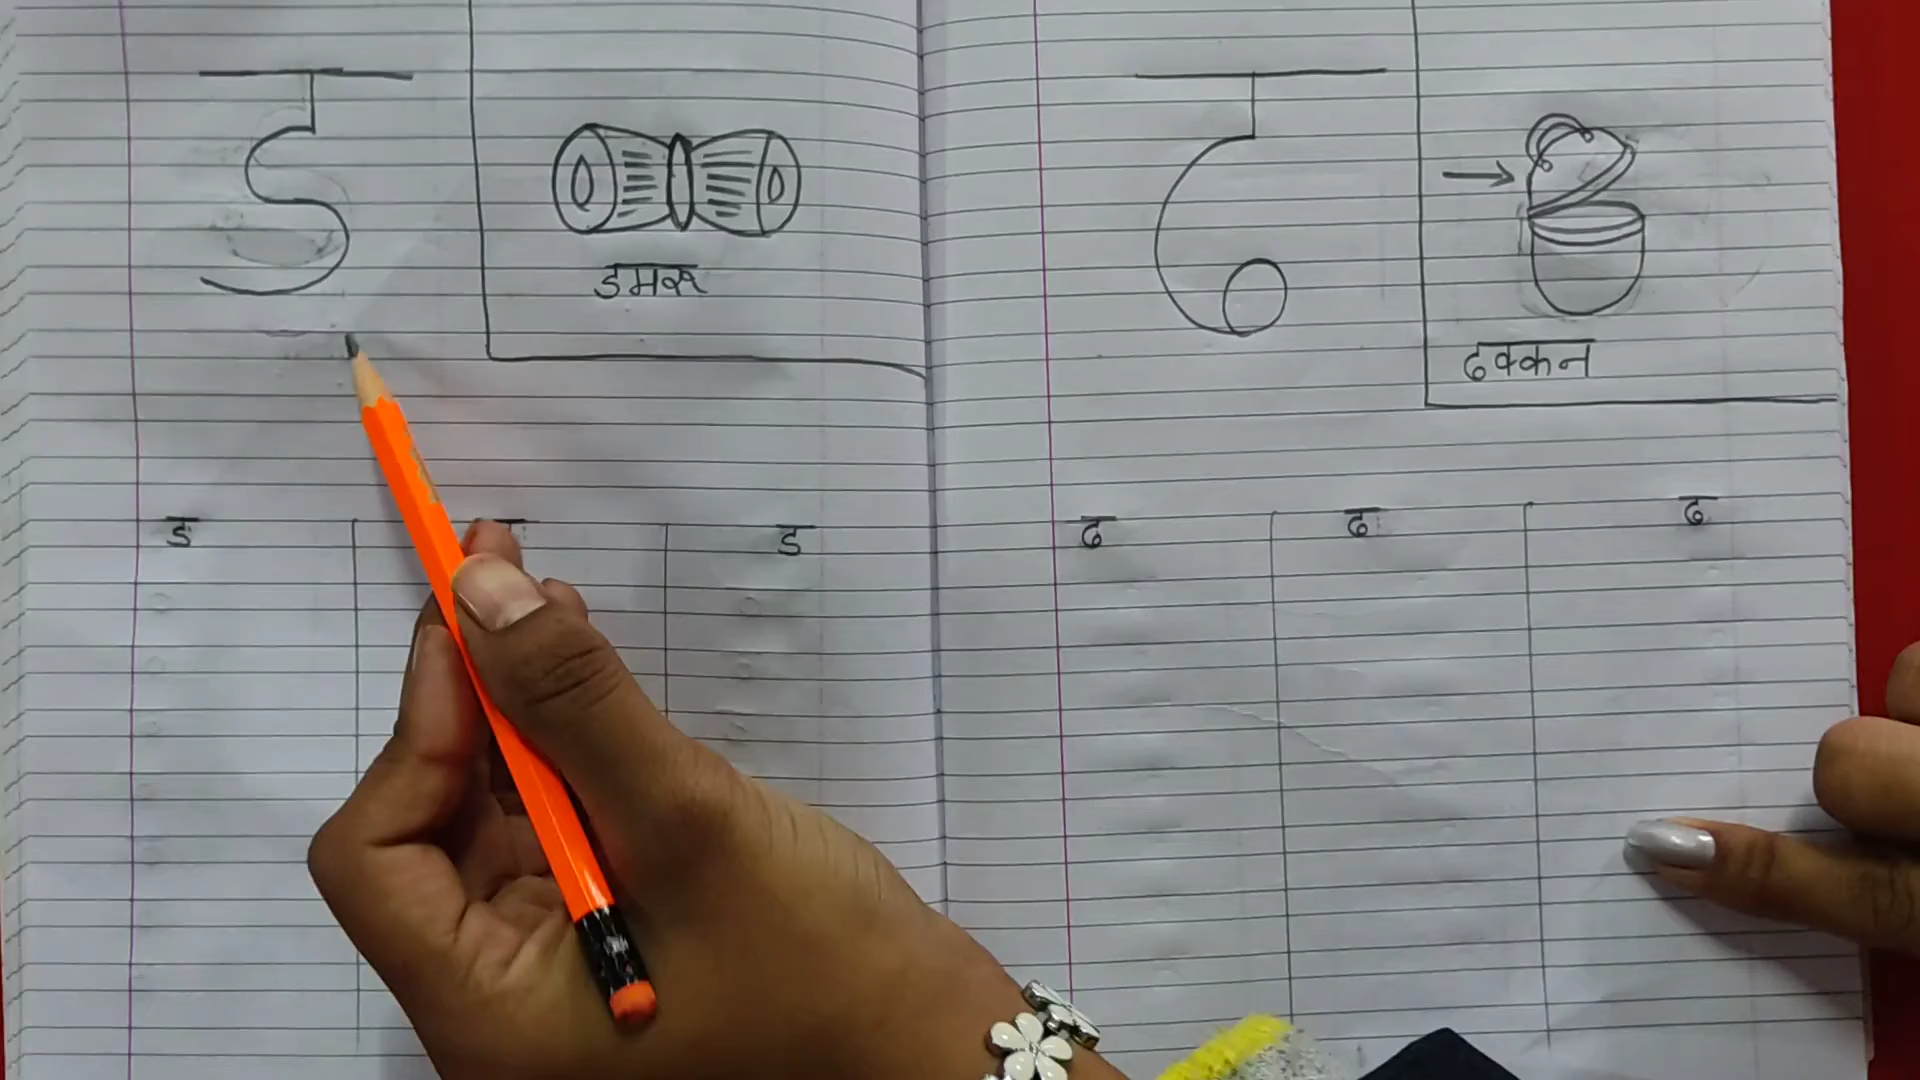 ड
डमरू
ड ड
ढ
ढक्कन
ढ ढ ढ